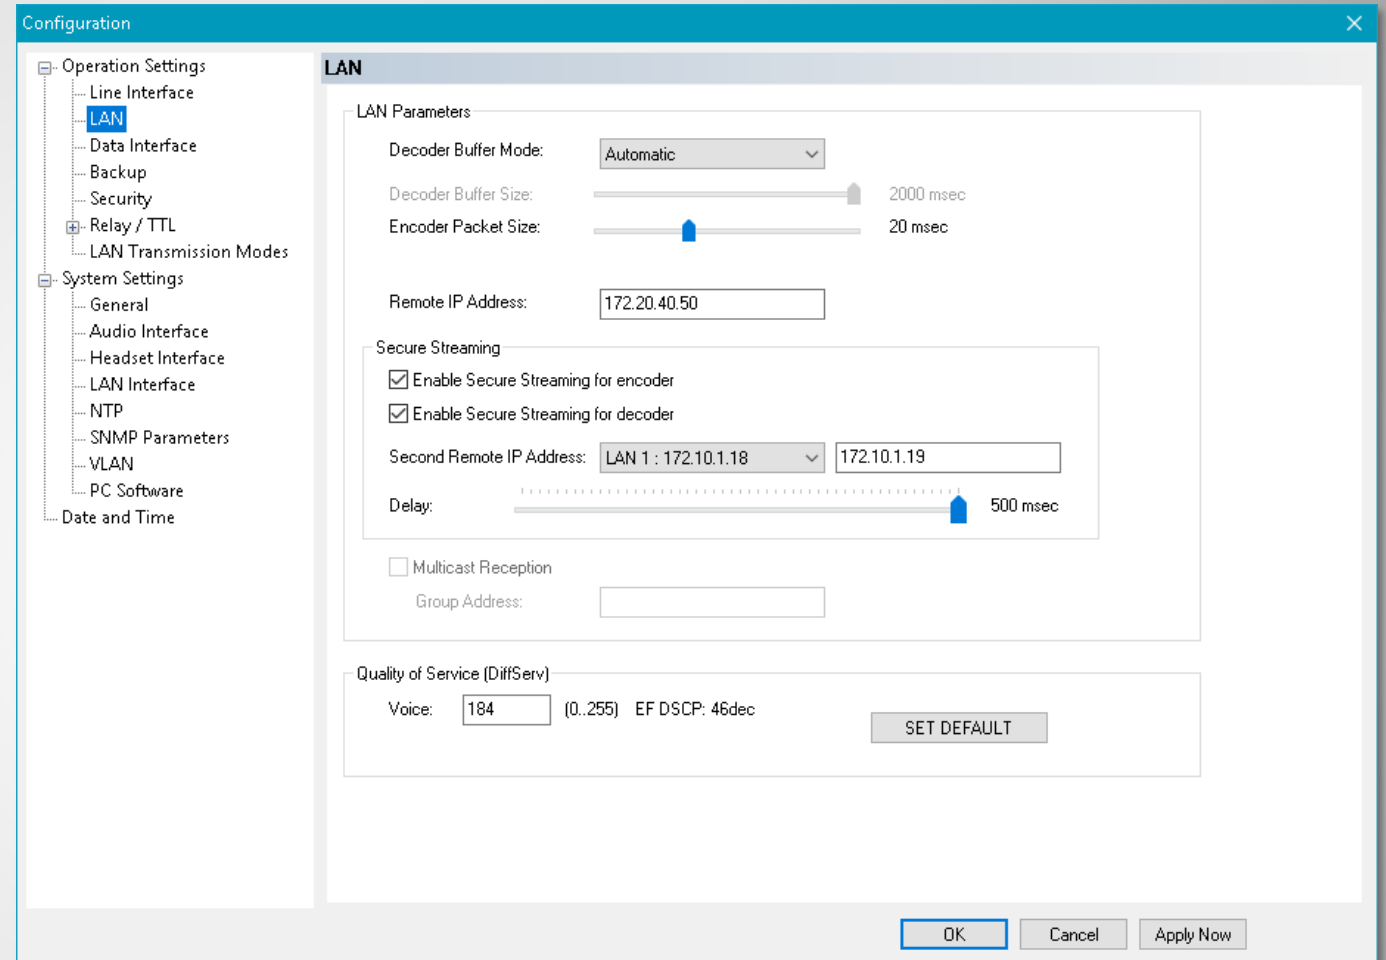 Configuration
Operation Settings
Line Interface
LAN
Data Interface
Backup
Security
Relay / TTL
LAN Transmission Modes
System Settings
General
Audio Interface
Headset Interface
LAN Interface
NTP
SNMP Parameters
VLAN
PC Software
Date and Time
LAN
LAN Parameters
Decoder Buffer Mode: Automatic
Decoder Buffer Size: 2000 msec
Encoder Packet Size: 20 msec
Remote IP Address: 172.20.40.50
Secure Streaming
Enable Secure Streaming for encoder
Enable Secure Streaming for decoder
Second Remote IP Address: LAN 1 : 172.10.1.18 172.10.1.19
Delay: 500 msec
Multicast Reception
Group Address:
Quality of Service (DiffServ)
Voice: 184 (0..255) EF DSCP: 46dec
SET DEFAULT
OK Cancel Apply Now